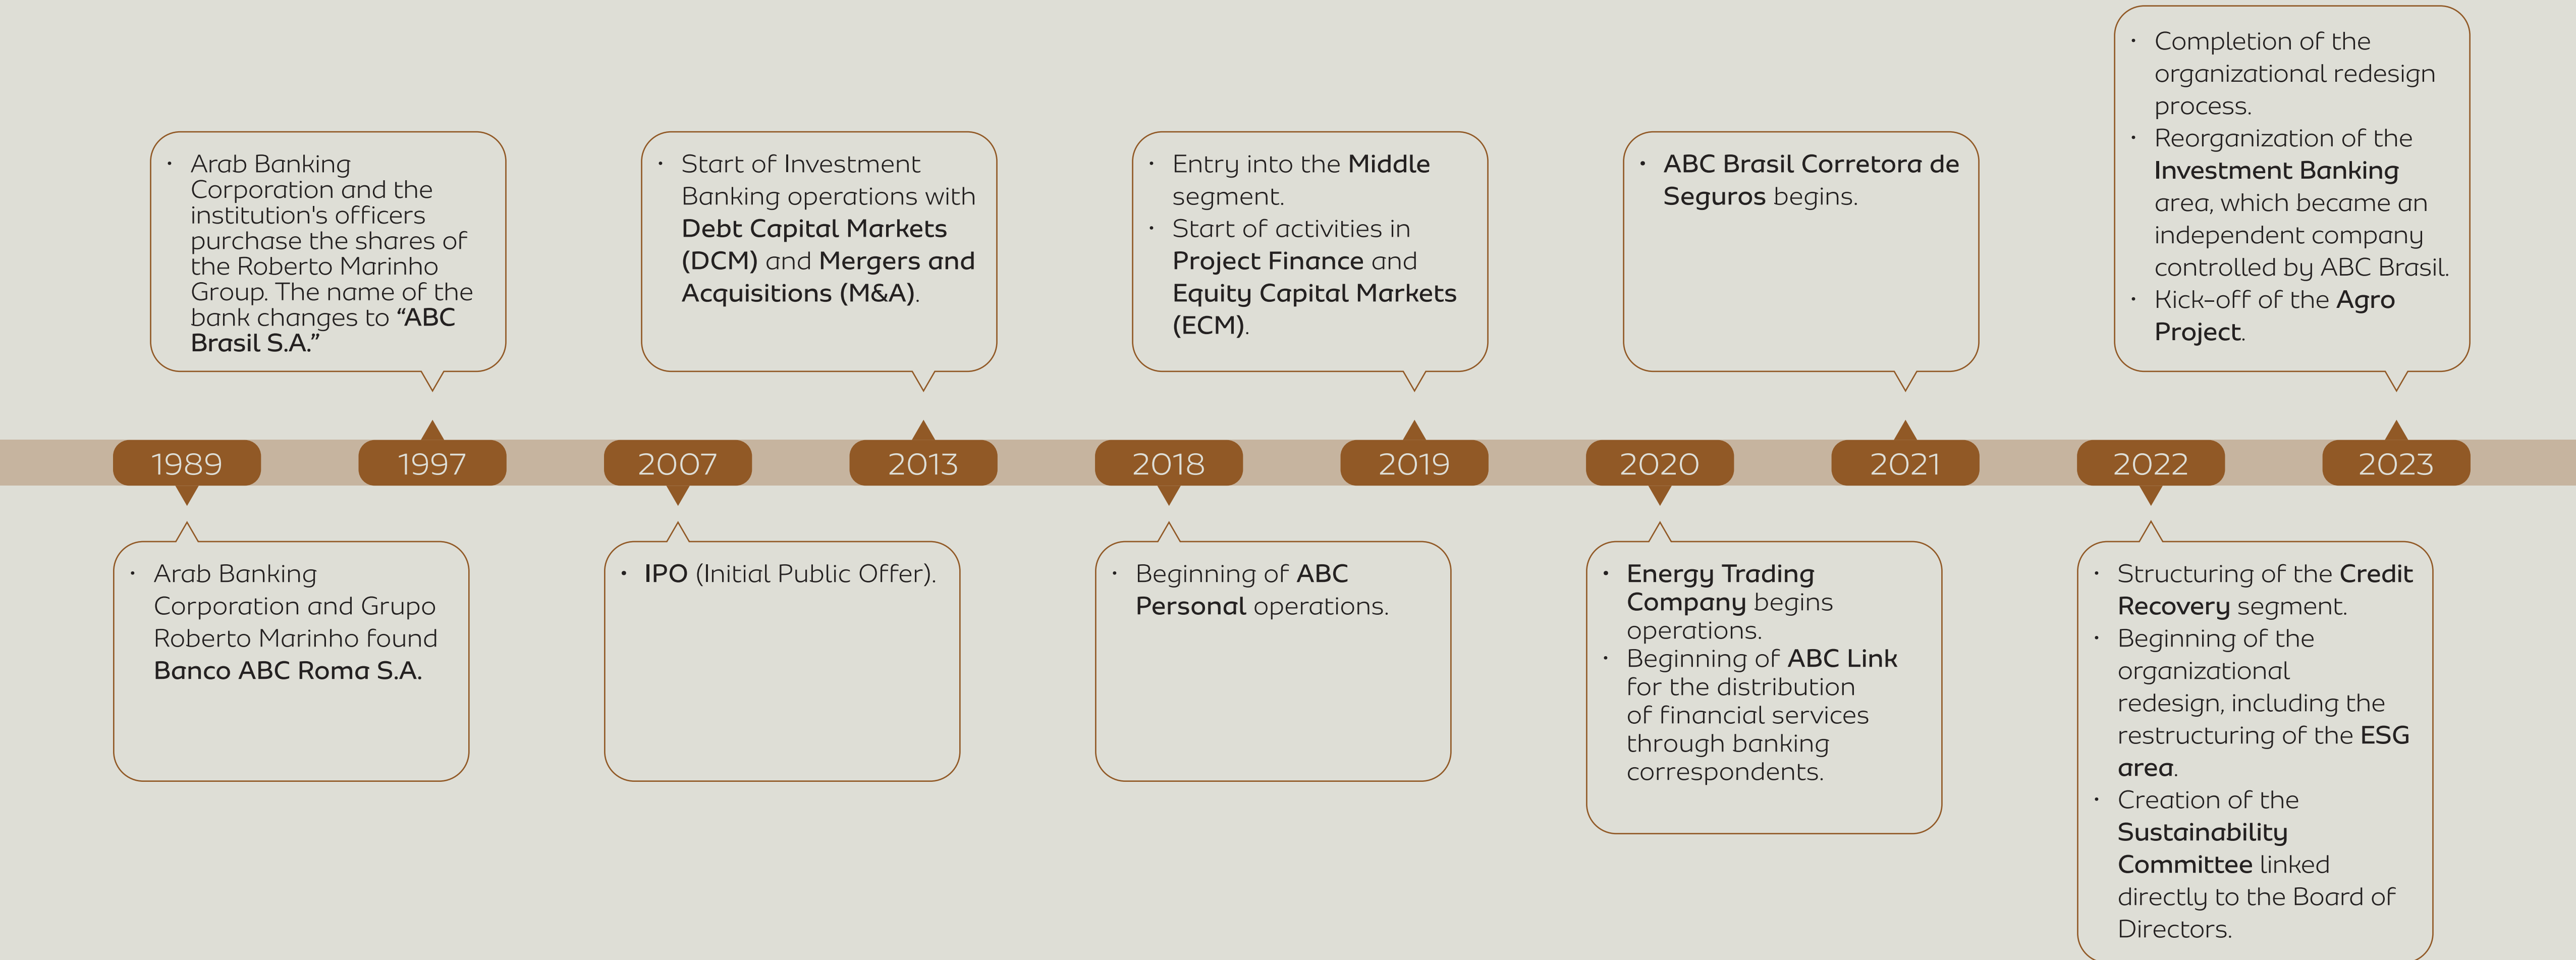 • Arab Banking
Corporation and the
institution's officers
purchase the shares of
the Roberto Marinho
Group. The name of the
bank changes to “ABC
Brasil S.A.”
• Start of Investment
Banking operations with
Debt Capital Markets
(DCM) and Mergers and
Acquisitions (M&A).
• Entry into the Middle
segment.
• Start of activities in
Project Finance and
Equity Capital Markets
(ECM).
• ABC Brasil Corretora de
Seguros begins.
• Completion of the
organizational redesign
process.
• Reorganization of the
Investment Banking
area, which became an
independent company
controlled by ABC Brasil.
• Kick-off of the Agro
Project.
1989 1997 2007 2013 2018 2019 2020 2021 2022 2023
• Arab Banking
Corporation and Grupo
Roberto Marinho found
Banco ABC Roma S.A.
• IPO (Initial Public Offer).
• Beginning of ABC
Personal operations.
• Energy Trading
Company begins
operations.
• Beginning of ABC Link
for the distribution
of financial services
through banking
correspondents.
• Structuring of the Credit
Recovery segment.
• Beginning of the
organizational
redesign, including the
restructuring of the ESG
area.
• Creation of the
Sustainability
Committee linked
directly to the Board of
Directors.